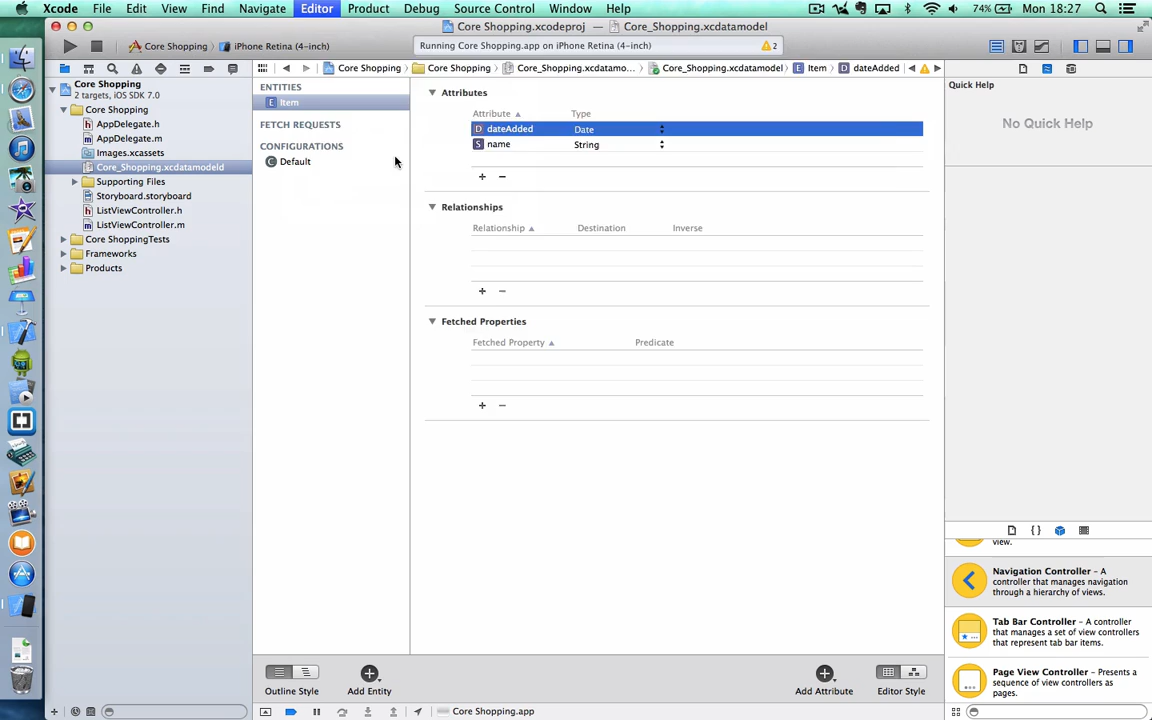 Xcode File Edit View Find Navigate Editor Product Debug Source Control Window Help 74% Mon 18:27
Core Shopping.xcodeproj — Core_Shopping.xcdatamodel
Core Shopping iPhone Retina (4-inch) Running Core Shopping.app on iPhone Retina (4-inch) 2
Core Shopping Core Shopping Core_Shopping.xcdatamo... Core_Shopping.xcdatamodel Item dateAdded
Core Shopping
2 targets, iOS SDK 7.0
Core Shopping
AppDelegate.h
AppDelegate.m
Images.xcassets
Core_Shopping.xcdatamodeld
Supporting Files
Storyboard.storyboard
ListViewController.h
ListViewController.m
Core ShoppingTests
Frameworks
Products
ENTITIES
E Item
FETCH REQUESTS
CONFIGURATIONS
C Default
Attributes
Attribute Type
D dateAdded Date
S name String
+ −
Relationships
Relationship Destination Inverse
+ −
Fetched Properties
Fetched Property Predicate
+ −
Outline Style Add Entity Add Attribute Editor Style
Core Shopping.app
Quick Help
No Quick Help
view.
Navigation Controller – A
controller that manages navigation
through a hierarchy of views.
Tab Bar Controller – A controller
that manages a set of view controllers
that represent tab bar items.
Page View Controller – Presents a
sequence of view controllers as
pages.